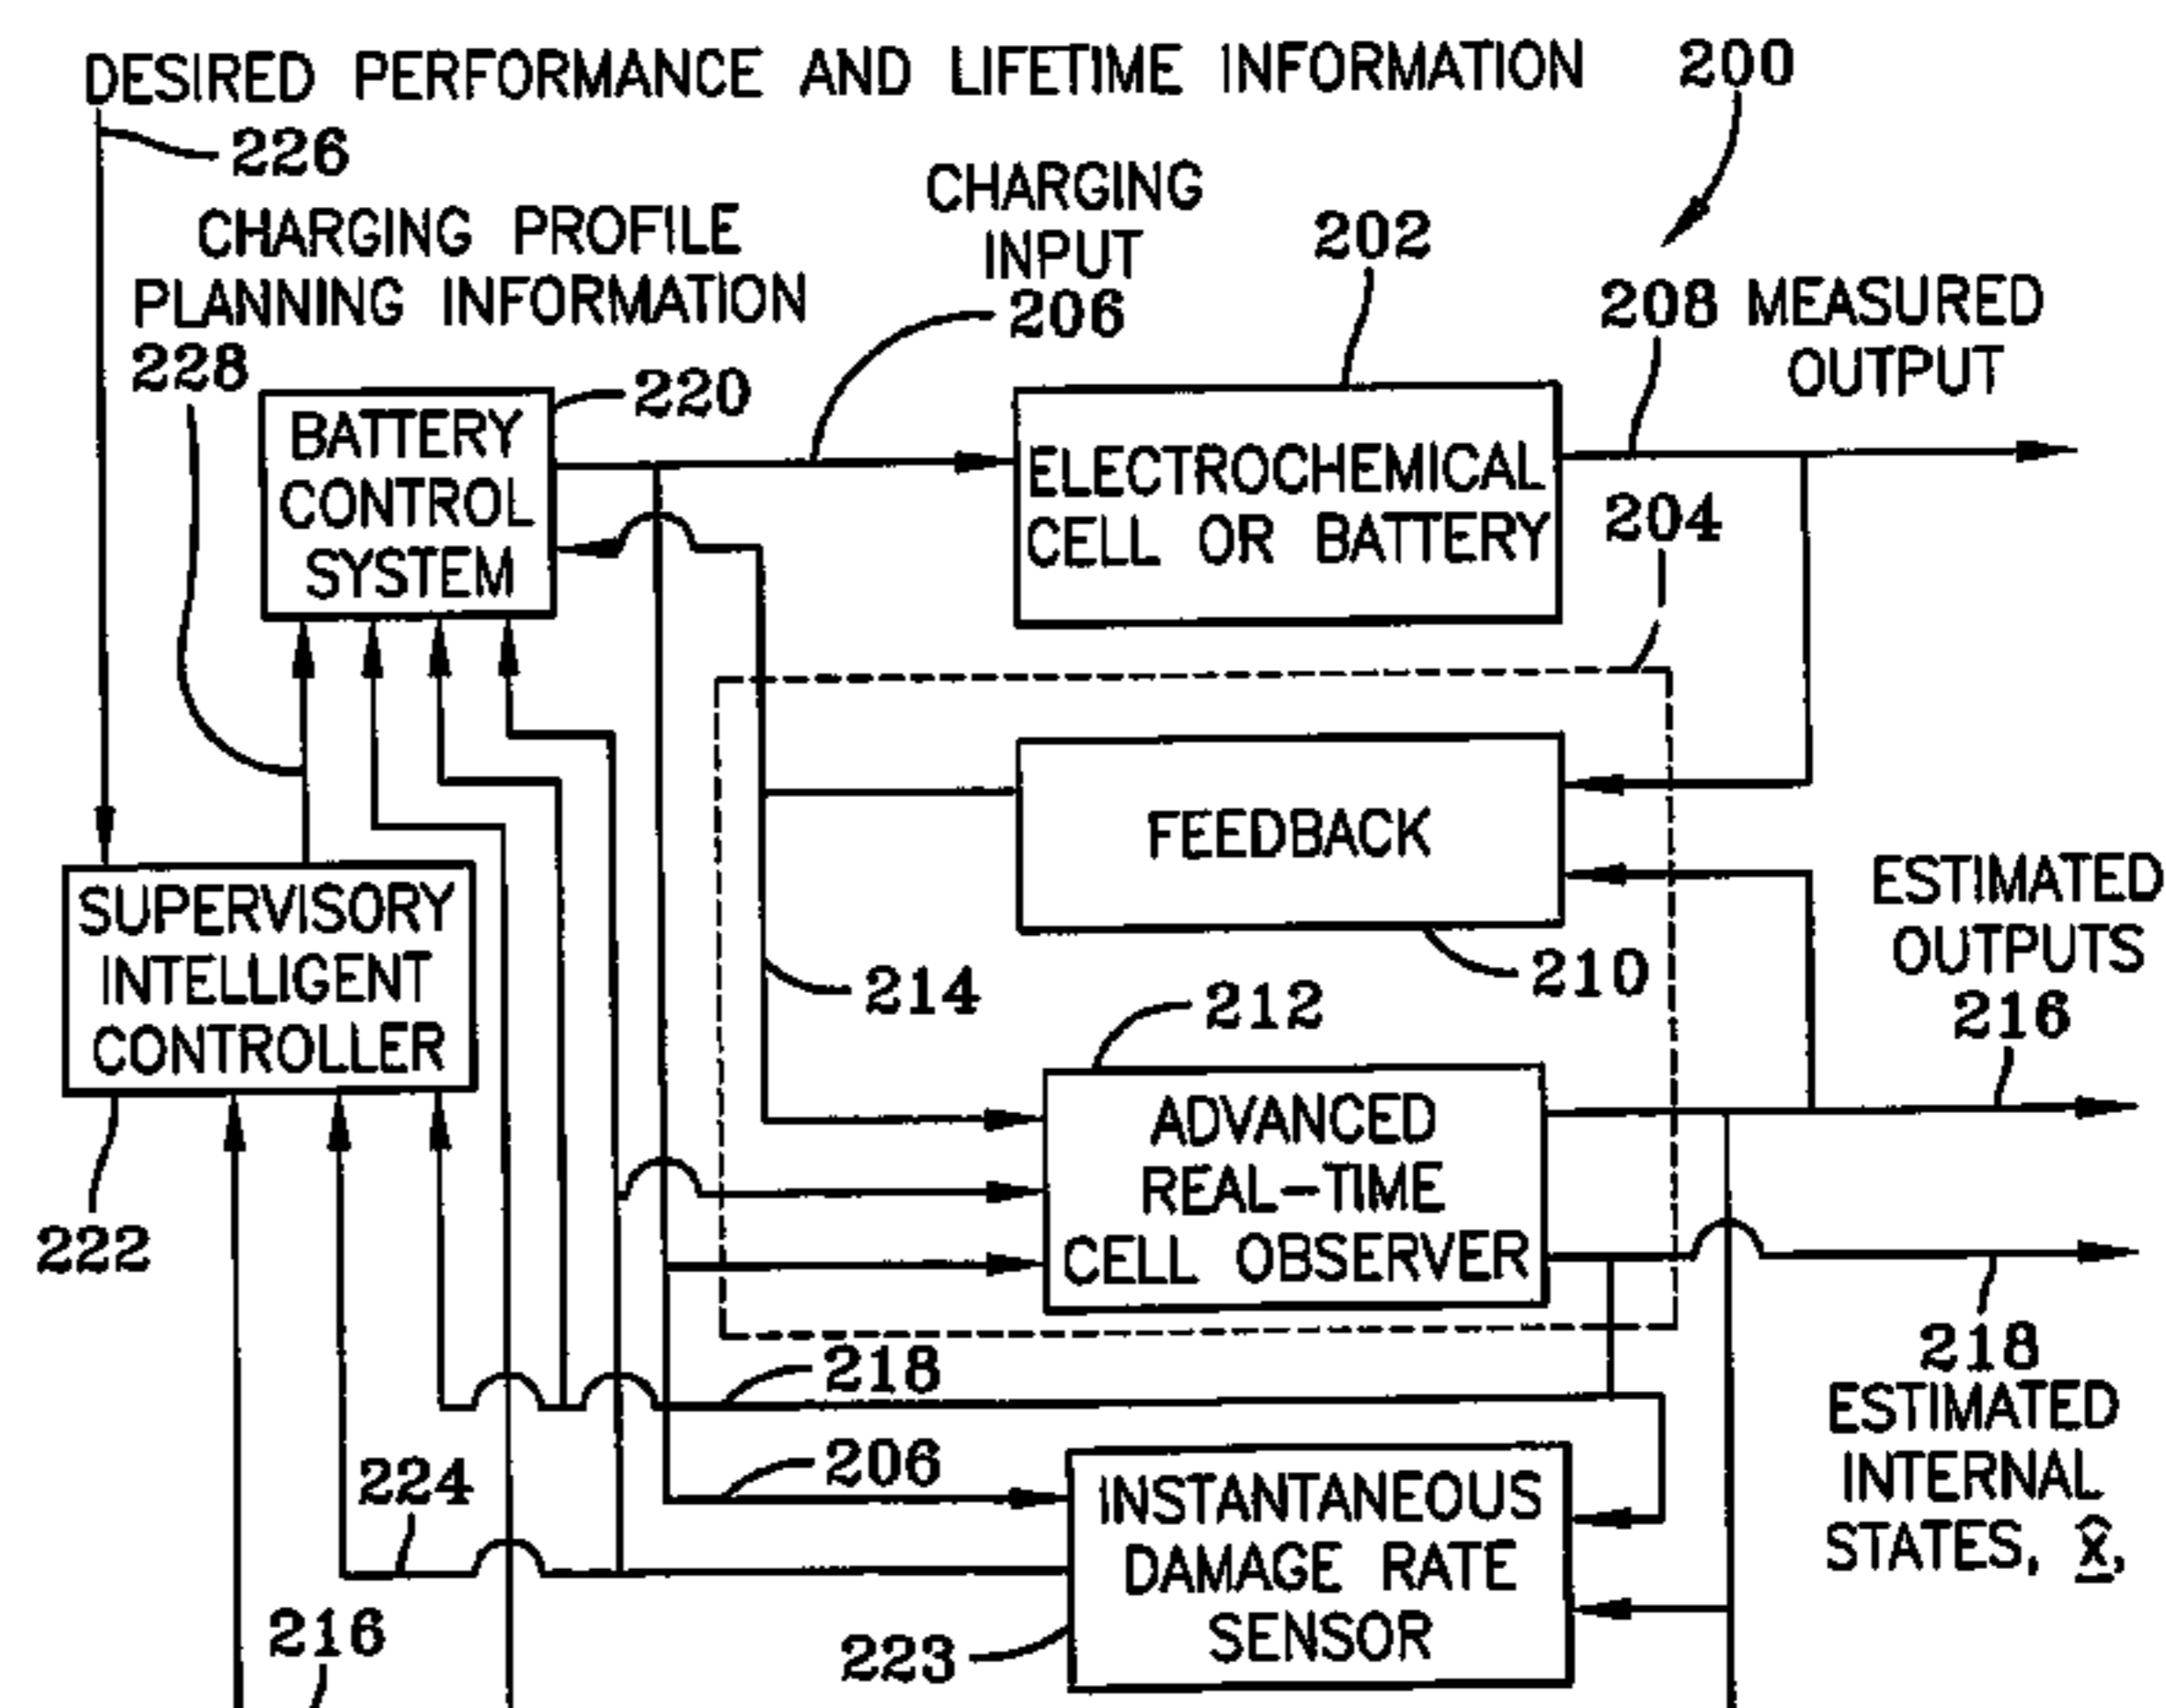 DESIRED PERFORMANCE AND LIFETIME INFORMATION
200
226
CHARGING PROFILE
PLANNING INFORMATION
228
CHARGING
INPUT
206
202
208 MEASURED
OUTPUT
220
BATTERY
CONTROL
SYSTEM
ELECTROCHEMICAL
CELL OR BATTERY
204
FEEDBACK
210
SUPERVISORY
INTELLIGENT
CONTROLLER
222
214
212
ADVANCED
REAL-TIME
CELL OBSERVER
ESTIMATED
OUTPUTS
216
218
ESTIMATED
INTERNAL
STATES, x̲̂,
218
206
224
INSTANTANEOUS
DAMAGE RATE
SENSOR
223
216